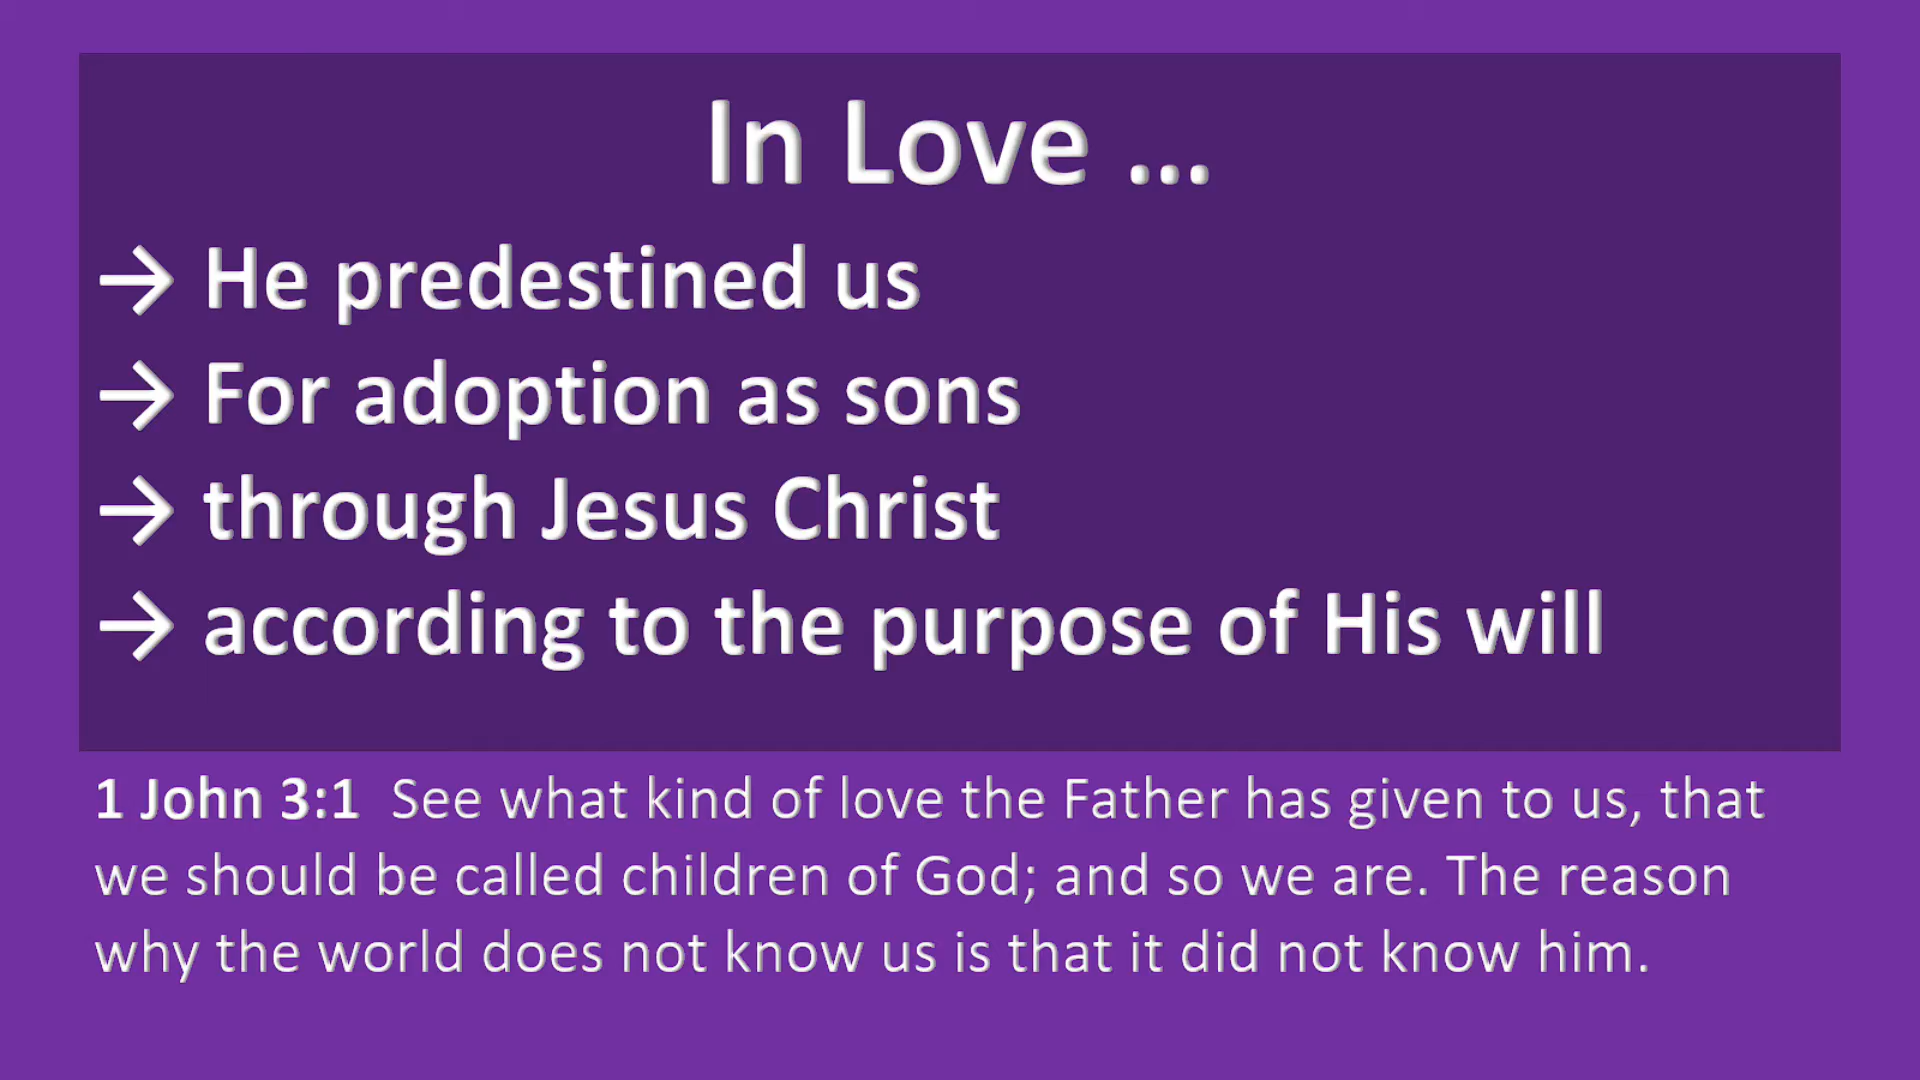 In Love ...
→ He predestined us
→ For adoption as sons
→ through Jesus Christ
→ according to the purpose of His will
1 John 3:1 See what kind of love the Father has given to us, that
we should be called children of God; and so we are. The reason
why the world does not know us is that it did not know him.